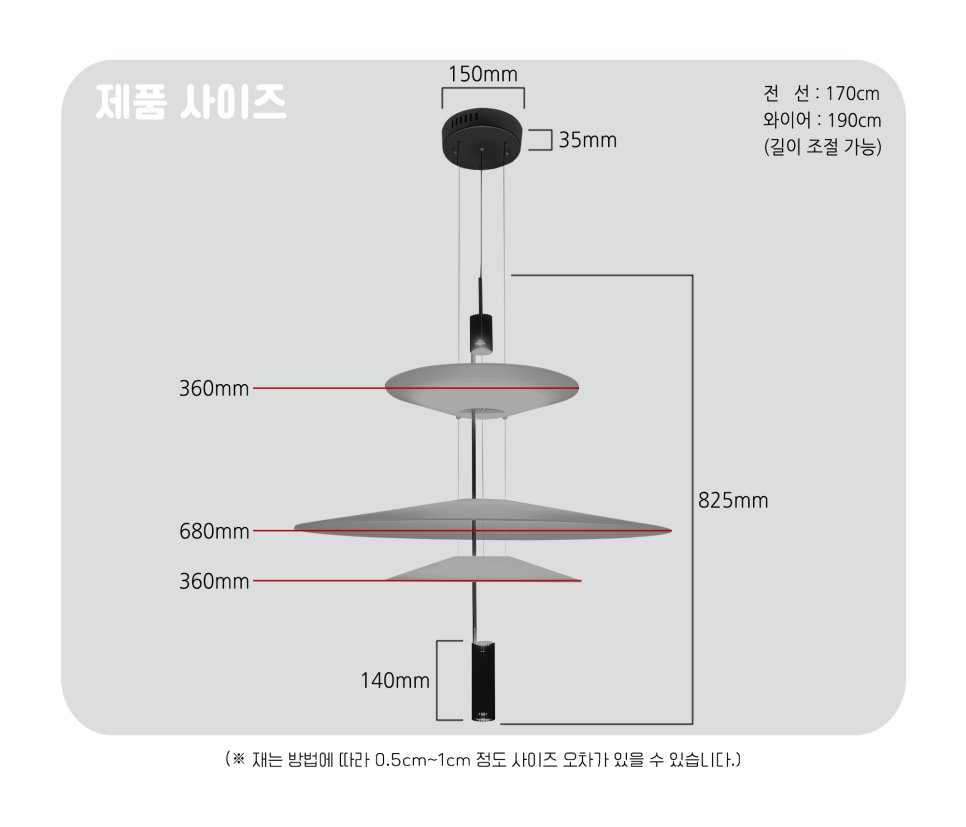 제품 사이즈
150mm
전 선 : 170cm
와이어 : 190cm
(길이 조절 가능)
35mm
360mm
825mm
680mm
360mm
140mm
(※ 재는 방법에 따라 0.5cm~1cm 정도 사이즈 오차가 있을 수 있습니다.)